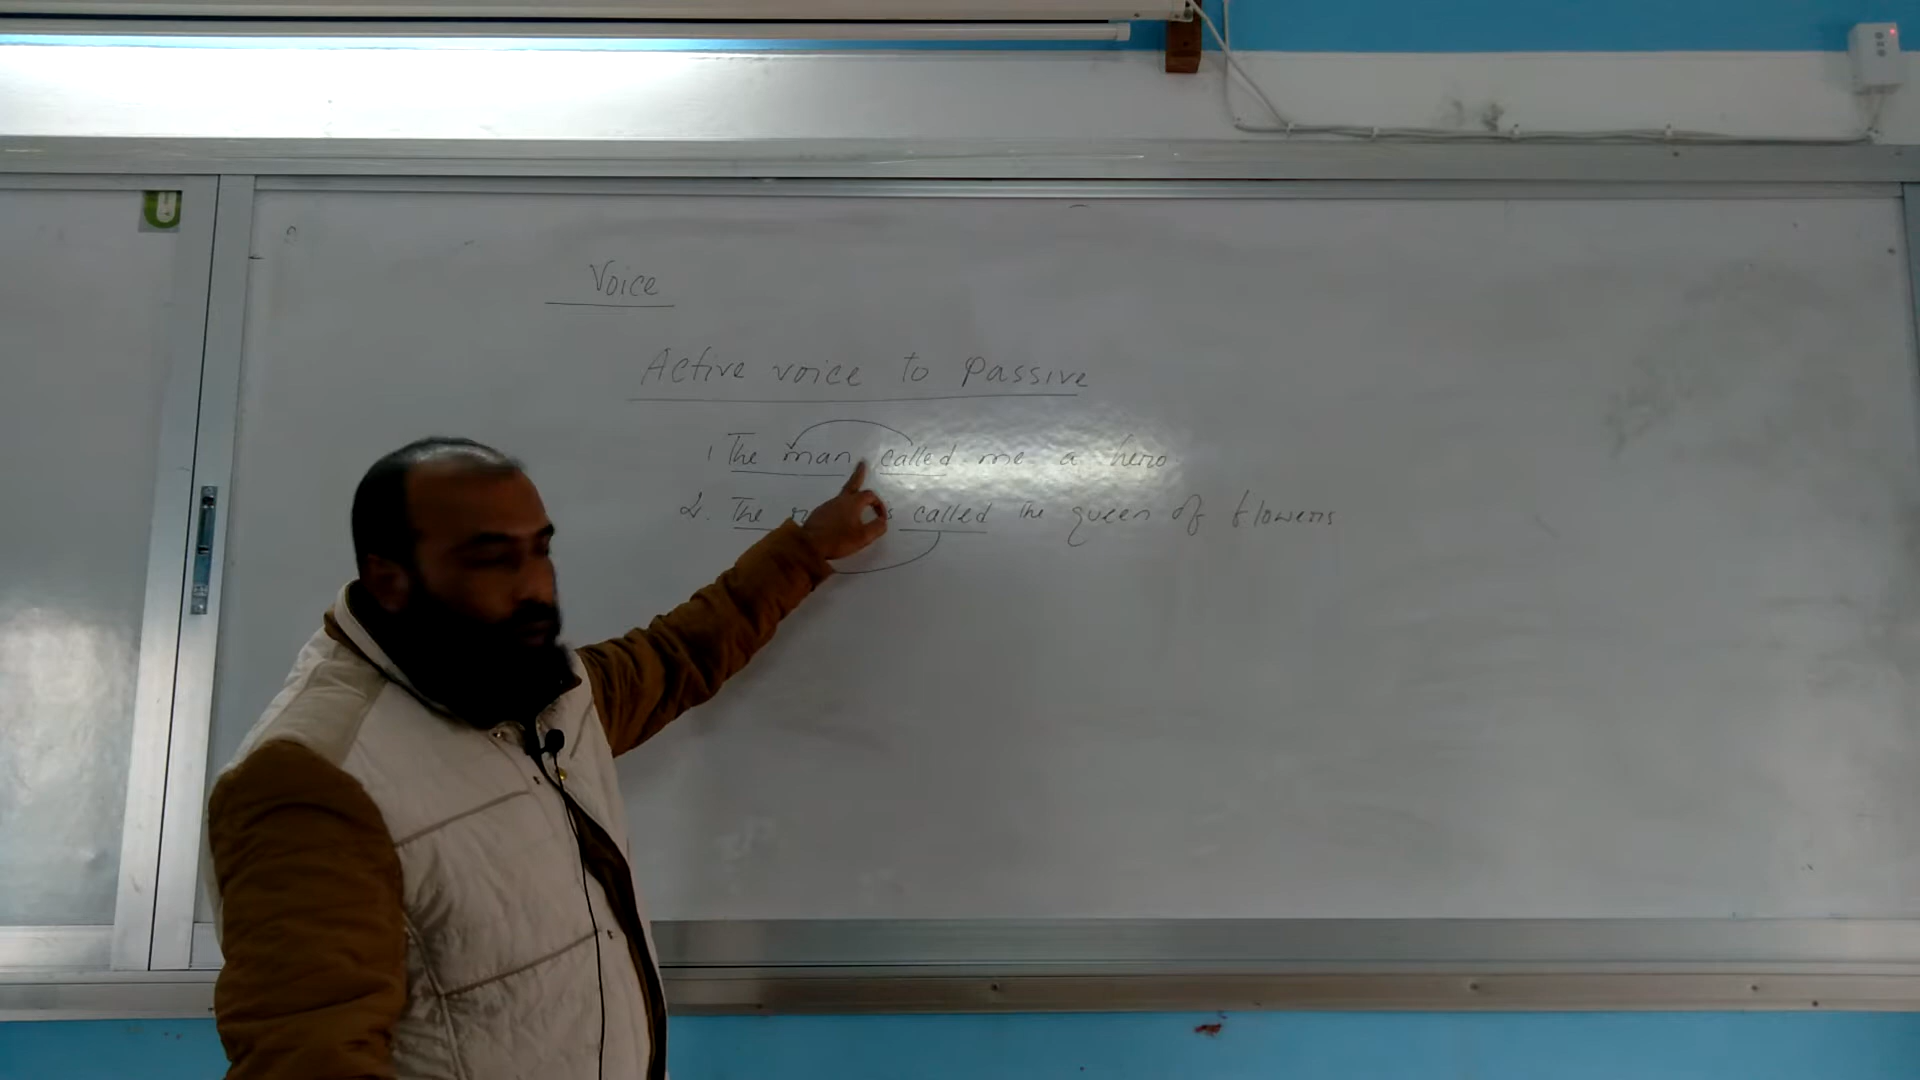 Voice
Active voice to Passive
1 The man called me a hero
2. The called the queen of flowers